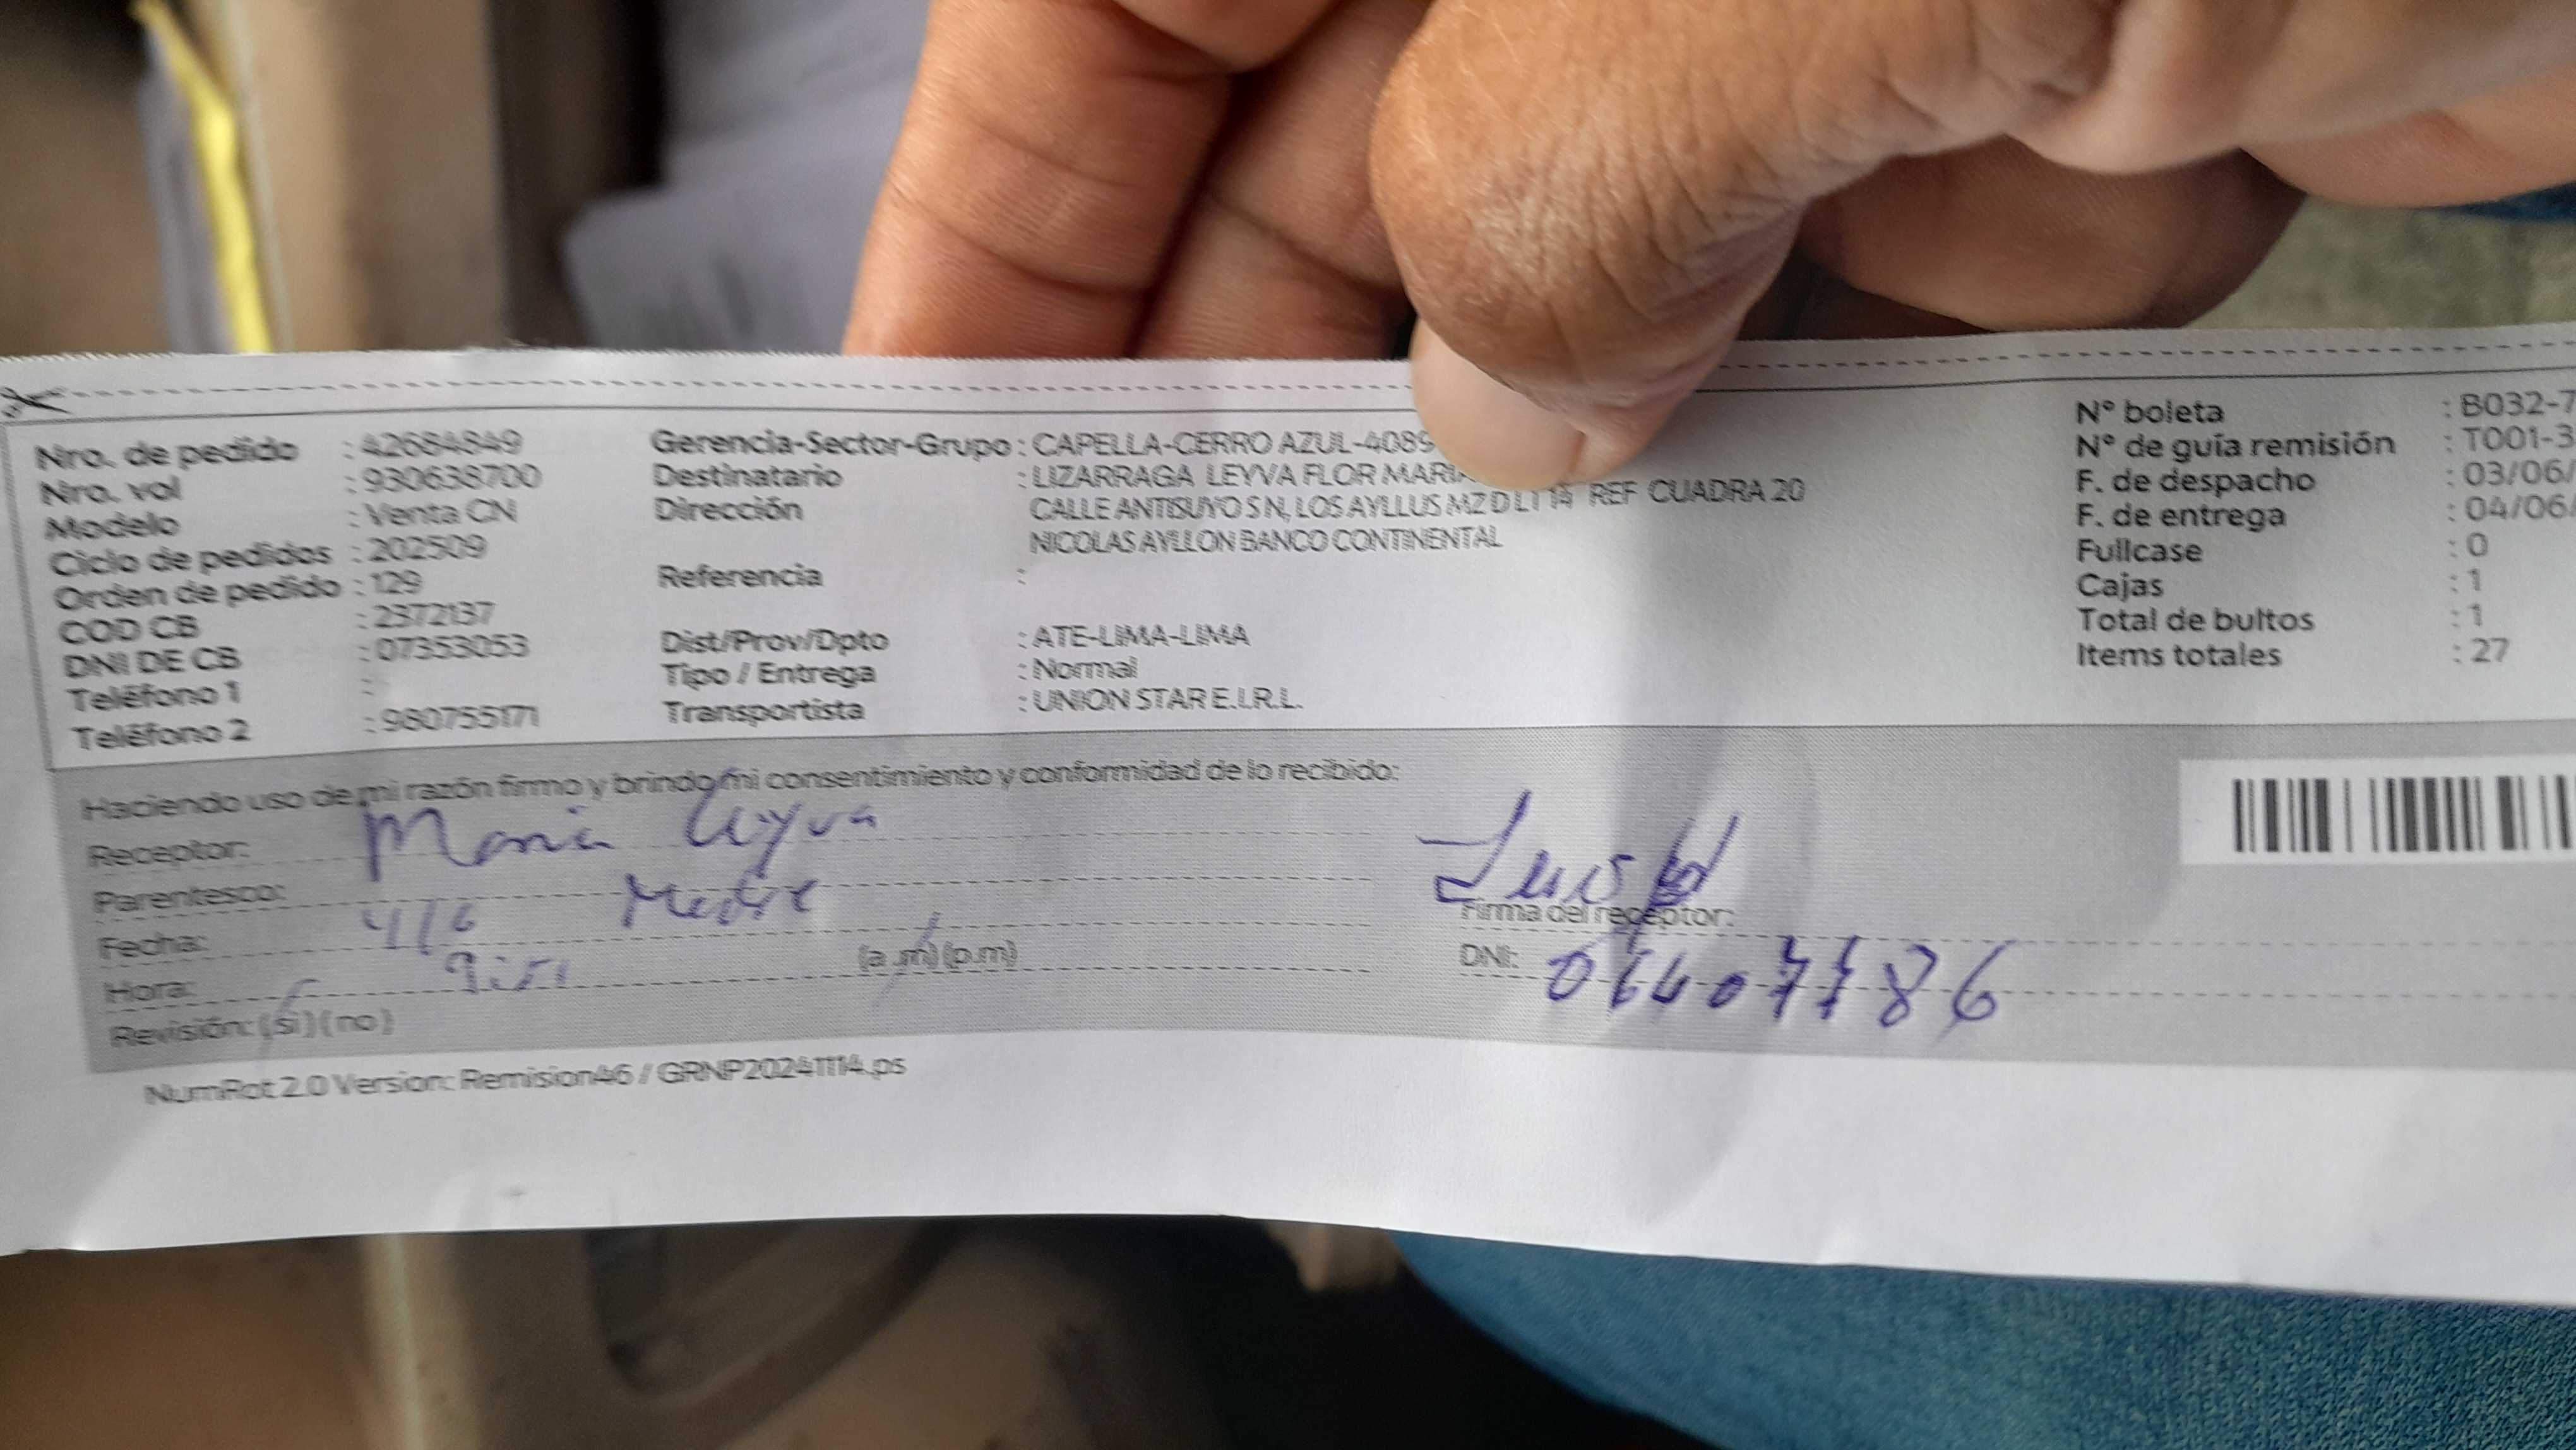 Nro. de pedido : 42684849
Nro. vol : 930638700
Modelo : Venta CN
Ciclo de pedidos : 202509
Orden de pedido : 129
COD CB : 2372137
DNI DE CB : 07353053
Teléfono 1 :
Teléfono 2 : 980755171
Gerencia-Sector-Grupo : CAPELLA-CERRO AZUL-4089
Destinatario : LIZARRAGA LEYVA FLOR MARIA
Dirección CALLE ANTISUYO S N, LOS AYLLUS MZ D LT 14 REF CUADRA 20
NICOLAS AYLLON BANCO CONTINENTAL
Referencia :
Dist/Prov/Dpto : ATE-LIMA-LIMA
Tipo / Entrega : Normal
Transportista : UNION STAR E.I.R.L.
N° boleta : B032-7
N° de guía remisión : T001-3
F. de despacho : 03/06/
F. de entrega : 04/06/
Fullcase : 0
Cajas : 1
Total de bultos : 1
Items totales : 27
Haciendo uso de mi razón firmo y brindo mi consentimiento y conformidad de lo recibido:
Receptor: Maria Leyva
Parentesco: Madre
Fecha: 4/6
Hora: (a.m) (p.m)
Revisión: (si) (no)
Firma del receptor:
DNI: 06407786
NumRot 2.0 Version: Remision46 / GRNP20241114.ps